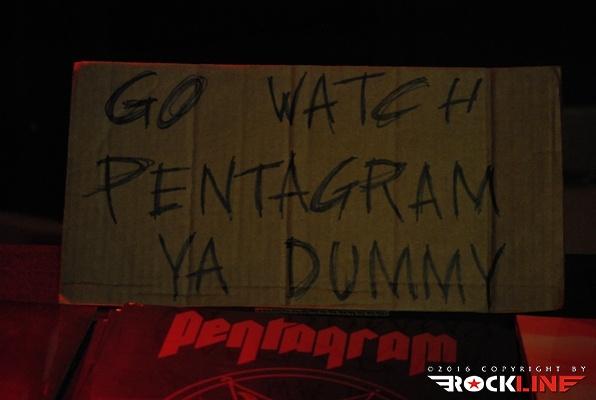 GO WATCH
PENTAGRAM
YA DUMMY
Pentagram
©2016 COPYRIGHT BY
ROCKLINE